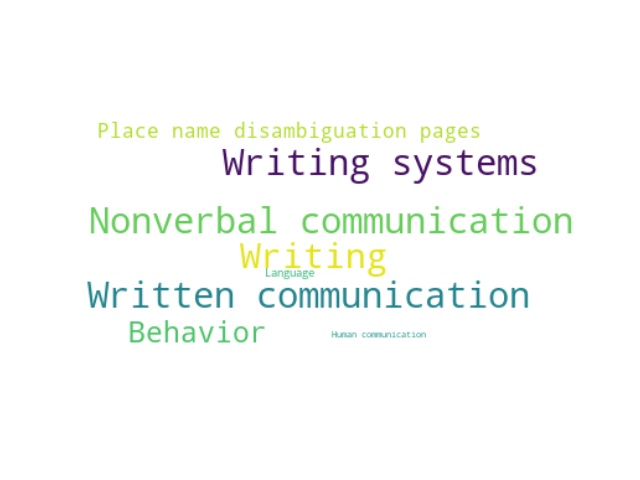 Place name disambiguation pages
Writing systems
Nonverbal communication
Writing
Language
Written communication
Behavior
Human communication